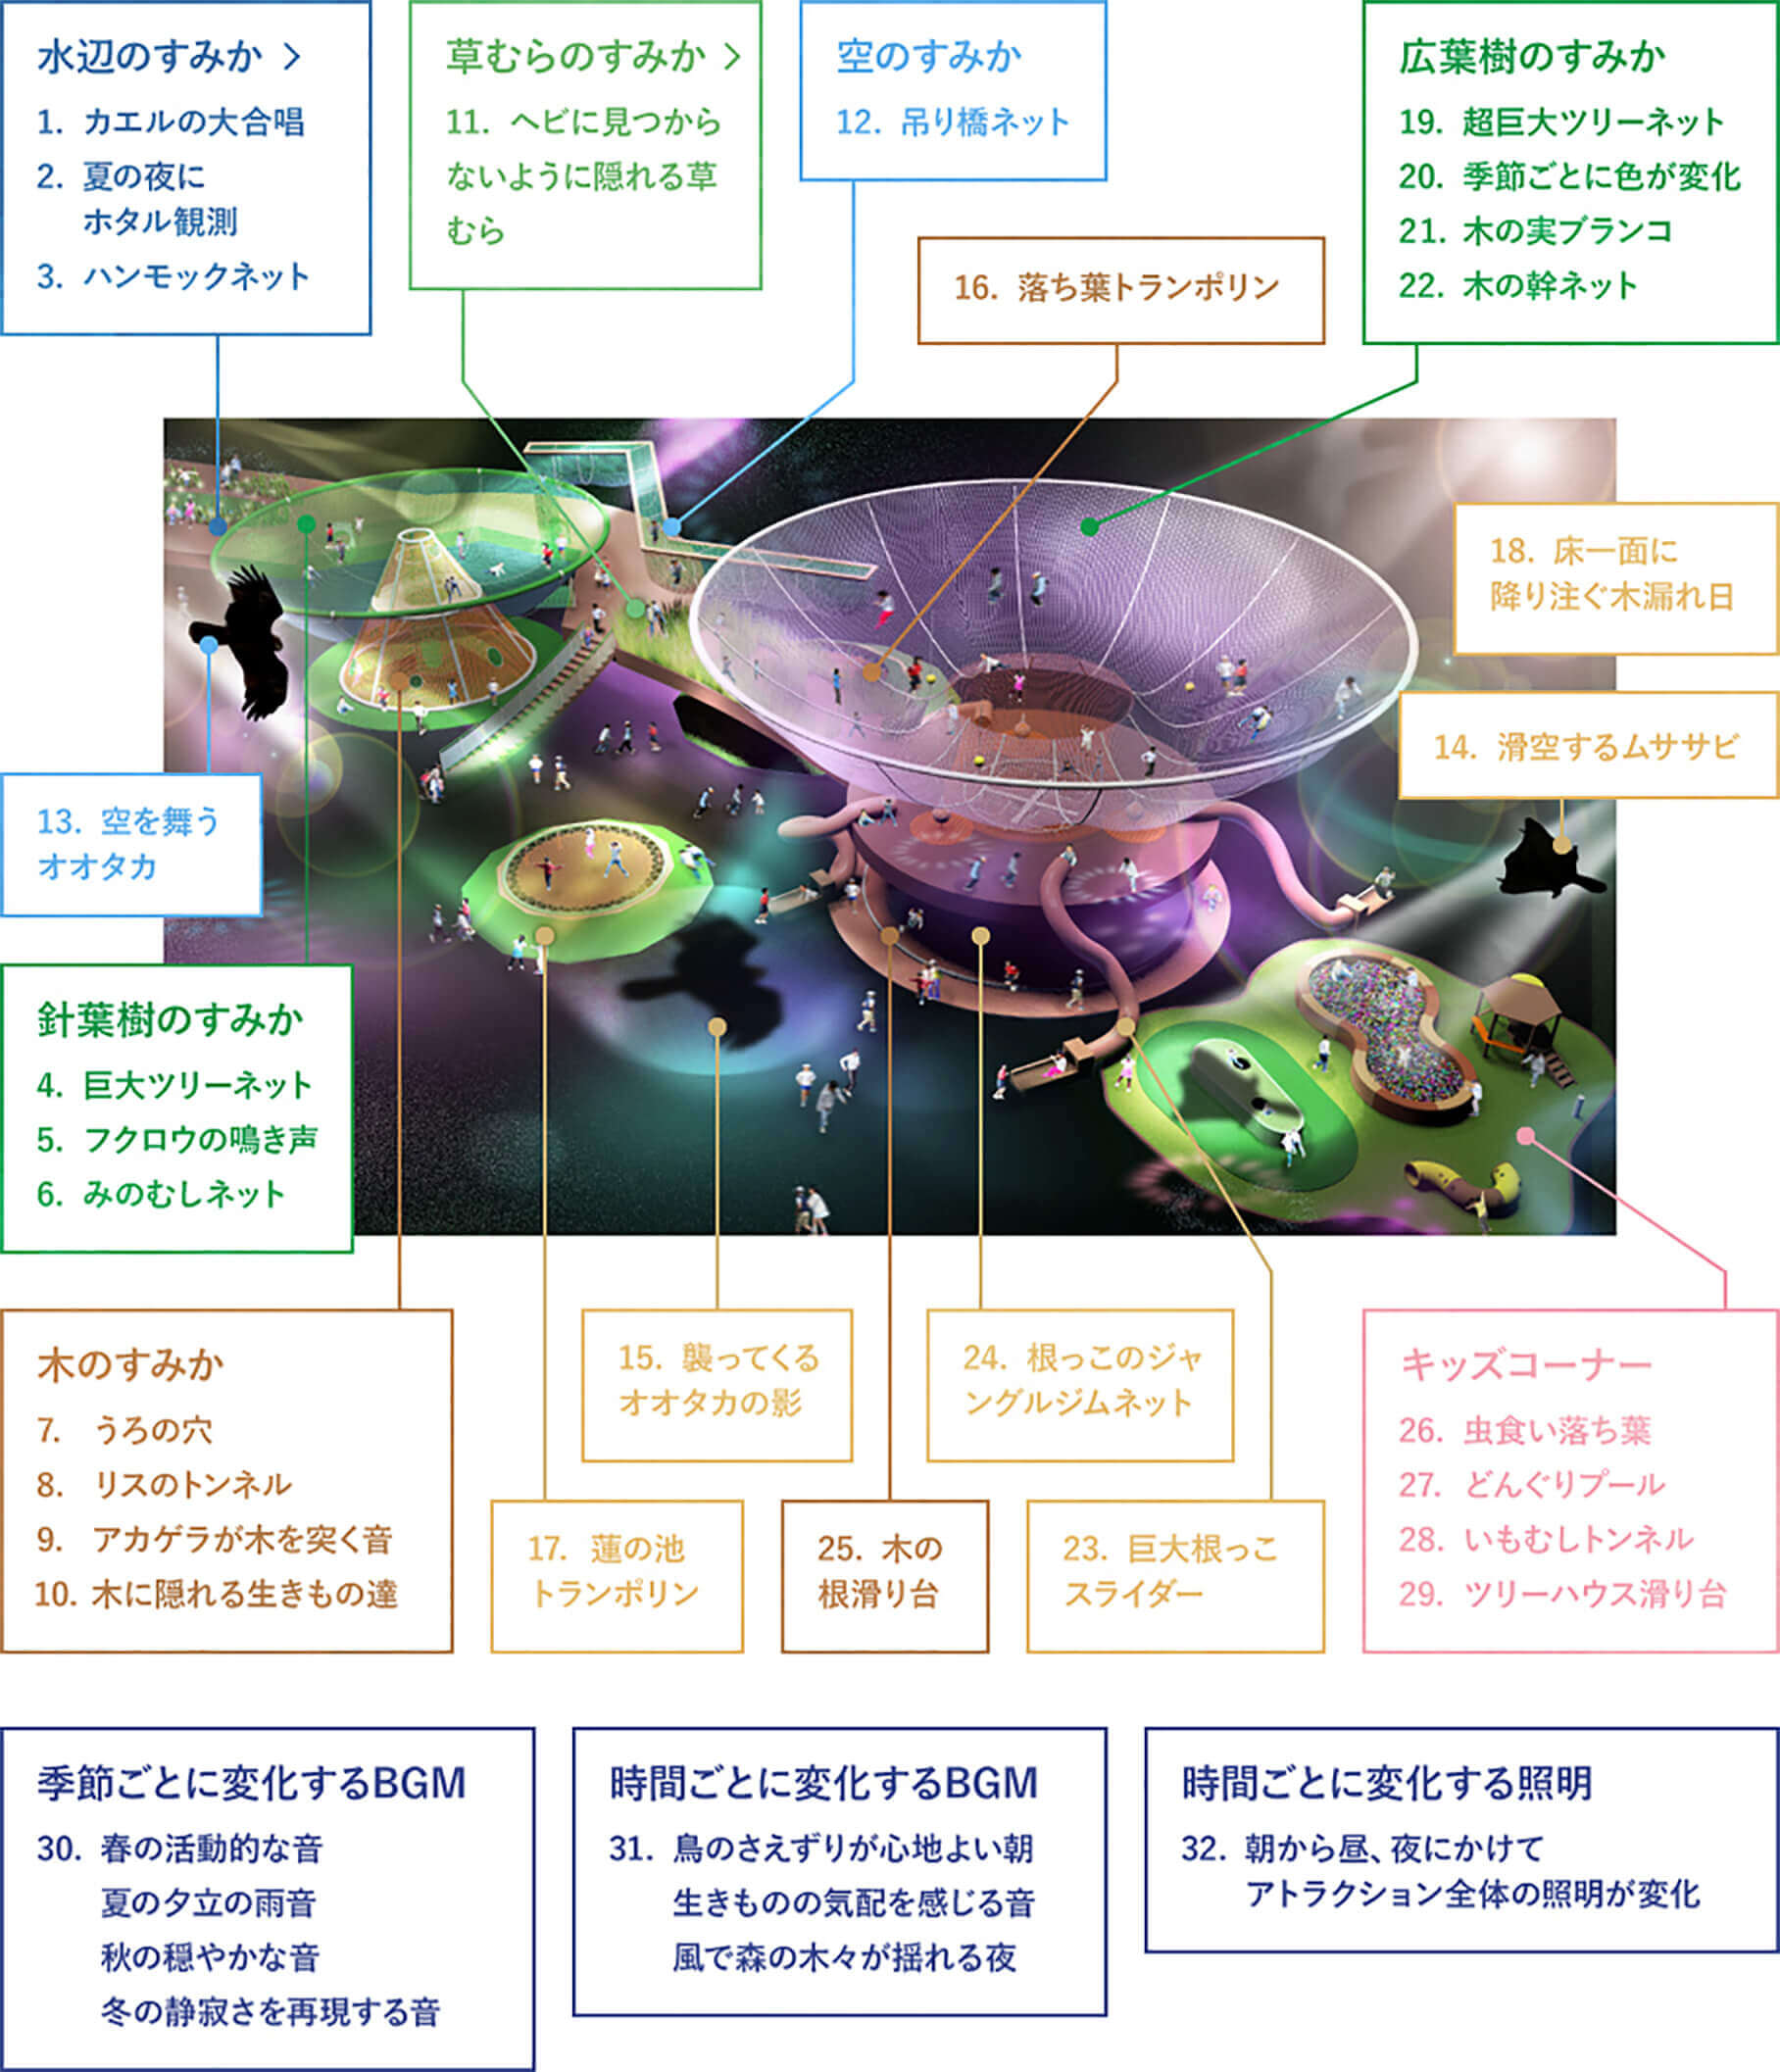 水辺のすみか >
1. カエルの大合唱
2. 夏の夜に
ホタル観測
3. ハンモックネット
草むらのすみか >
11. ヘビに見つから
ないように隠れる草
むら
空のすみか
12. 吊り橋ネット
広葉樹のすみか
19. 超巨大ツリーネット
20. 季節ごとに色が変化
21. 木の実ブランコ
22. 木の幹ネット
16. 落ち葉トランポリン
18. 床一面に
降り注ぐ木漏れ日
14. 滑空するムササビ
13. 空を舞う
オオタカ
針葉樹のすみか
4. 巨大ツリーネット
5. フクロウの鳴き声
6. みのむしネット
木のすみか
7. うろの穴
8. リスのトンネル
9. アカゲラが木を突く音
10. 木に隠れる生きもの達
15. 襲ってくる
オオタカの影
24. 根っこのジャ
ングルジムネット
17. 蓮の池
トランポリン
25. 木の
根滑り台
23. 巨大根っこ
スライダー
キッズコーナー
26. 虫食い落ち葉
27. どんぐりプール
28. いもむしトンネル
29. ツリーハウス滑り台
季節ごとに変化するBGM
30. 春の活動的な音
夏の夕立の雨音
秋の穏やかな音
冬の静寂さを再現する音
時間ごとに変化するBGM
31. 鳥のさえずりが心地よい朝
生きものの気配を感じる音
風で森の木々が揺れる夜
時間ごとに変化する照明
32. 朝から昼、夜にかけて
アトラクション全体の照明が変化